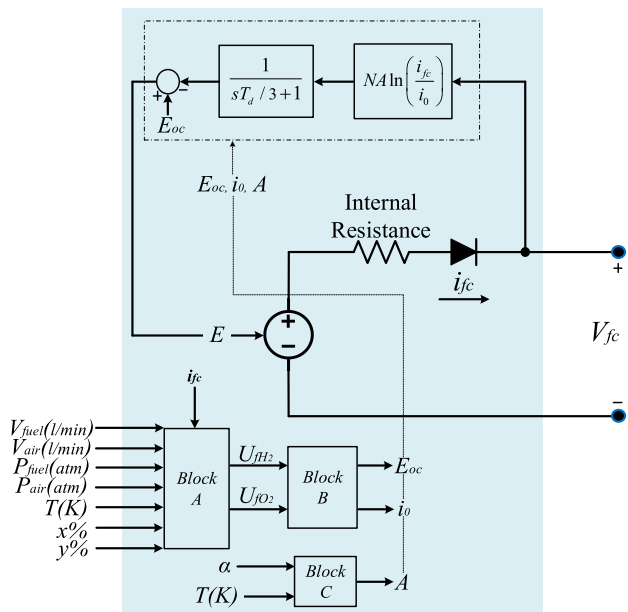 1
sT_d / 3 + 1
NA ln(i_fc / i_0)
+
−
E_oc
E_oc, i_0, A
Internal
Resistance
i_fc
+
V_fc
−
E
+
−
i_fc
V_fuel(l/min)
V_air(l/min)
P_fuel(atm)
P_air(atm)
T(K)
x%
y%
Block
A
U_fH2
U_fO2
Block
B
E_oc
i_0
α
T(K)
Block
C
A